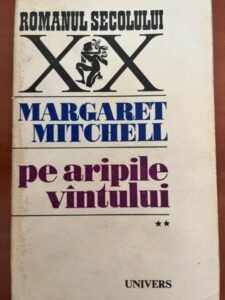 ROMANUL SECOLULUI
XX
MARGARET
MITCHELL
pe aripile
vîntului
**
UNIVERS